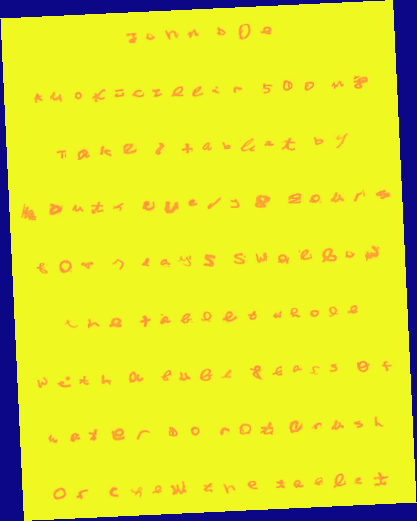 John Doe
Amoxicillin 500 mg
Take 1 tablet by
mouth every 8 hours
for 7 days Swallow
the tablet whole
with a full glass of
water Do not crush
or chew the tablet